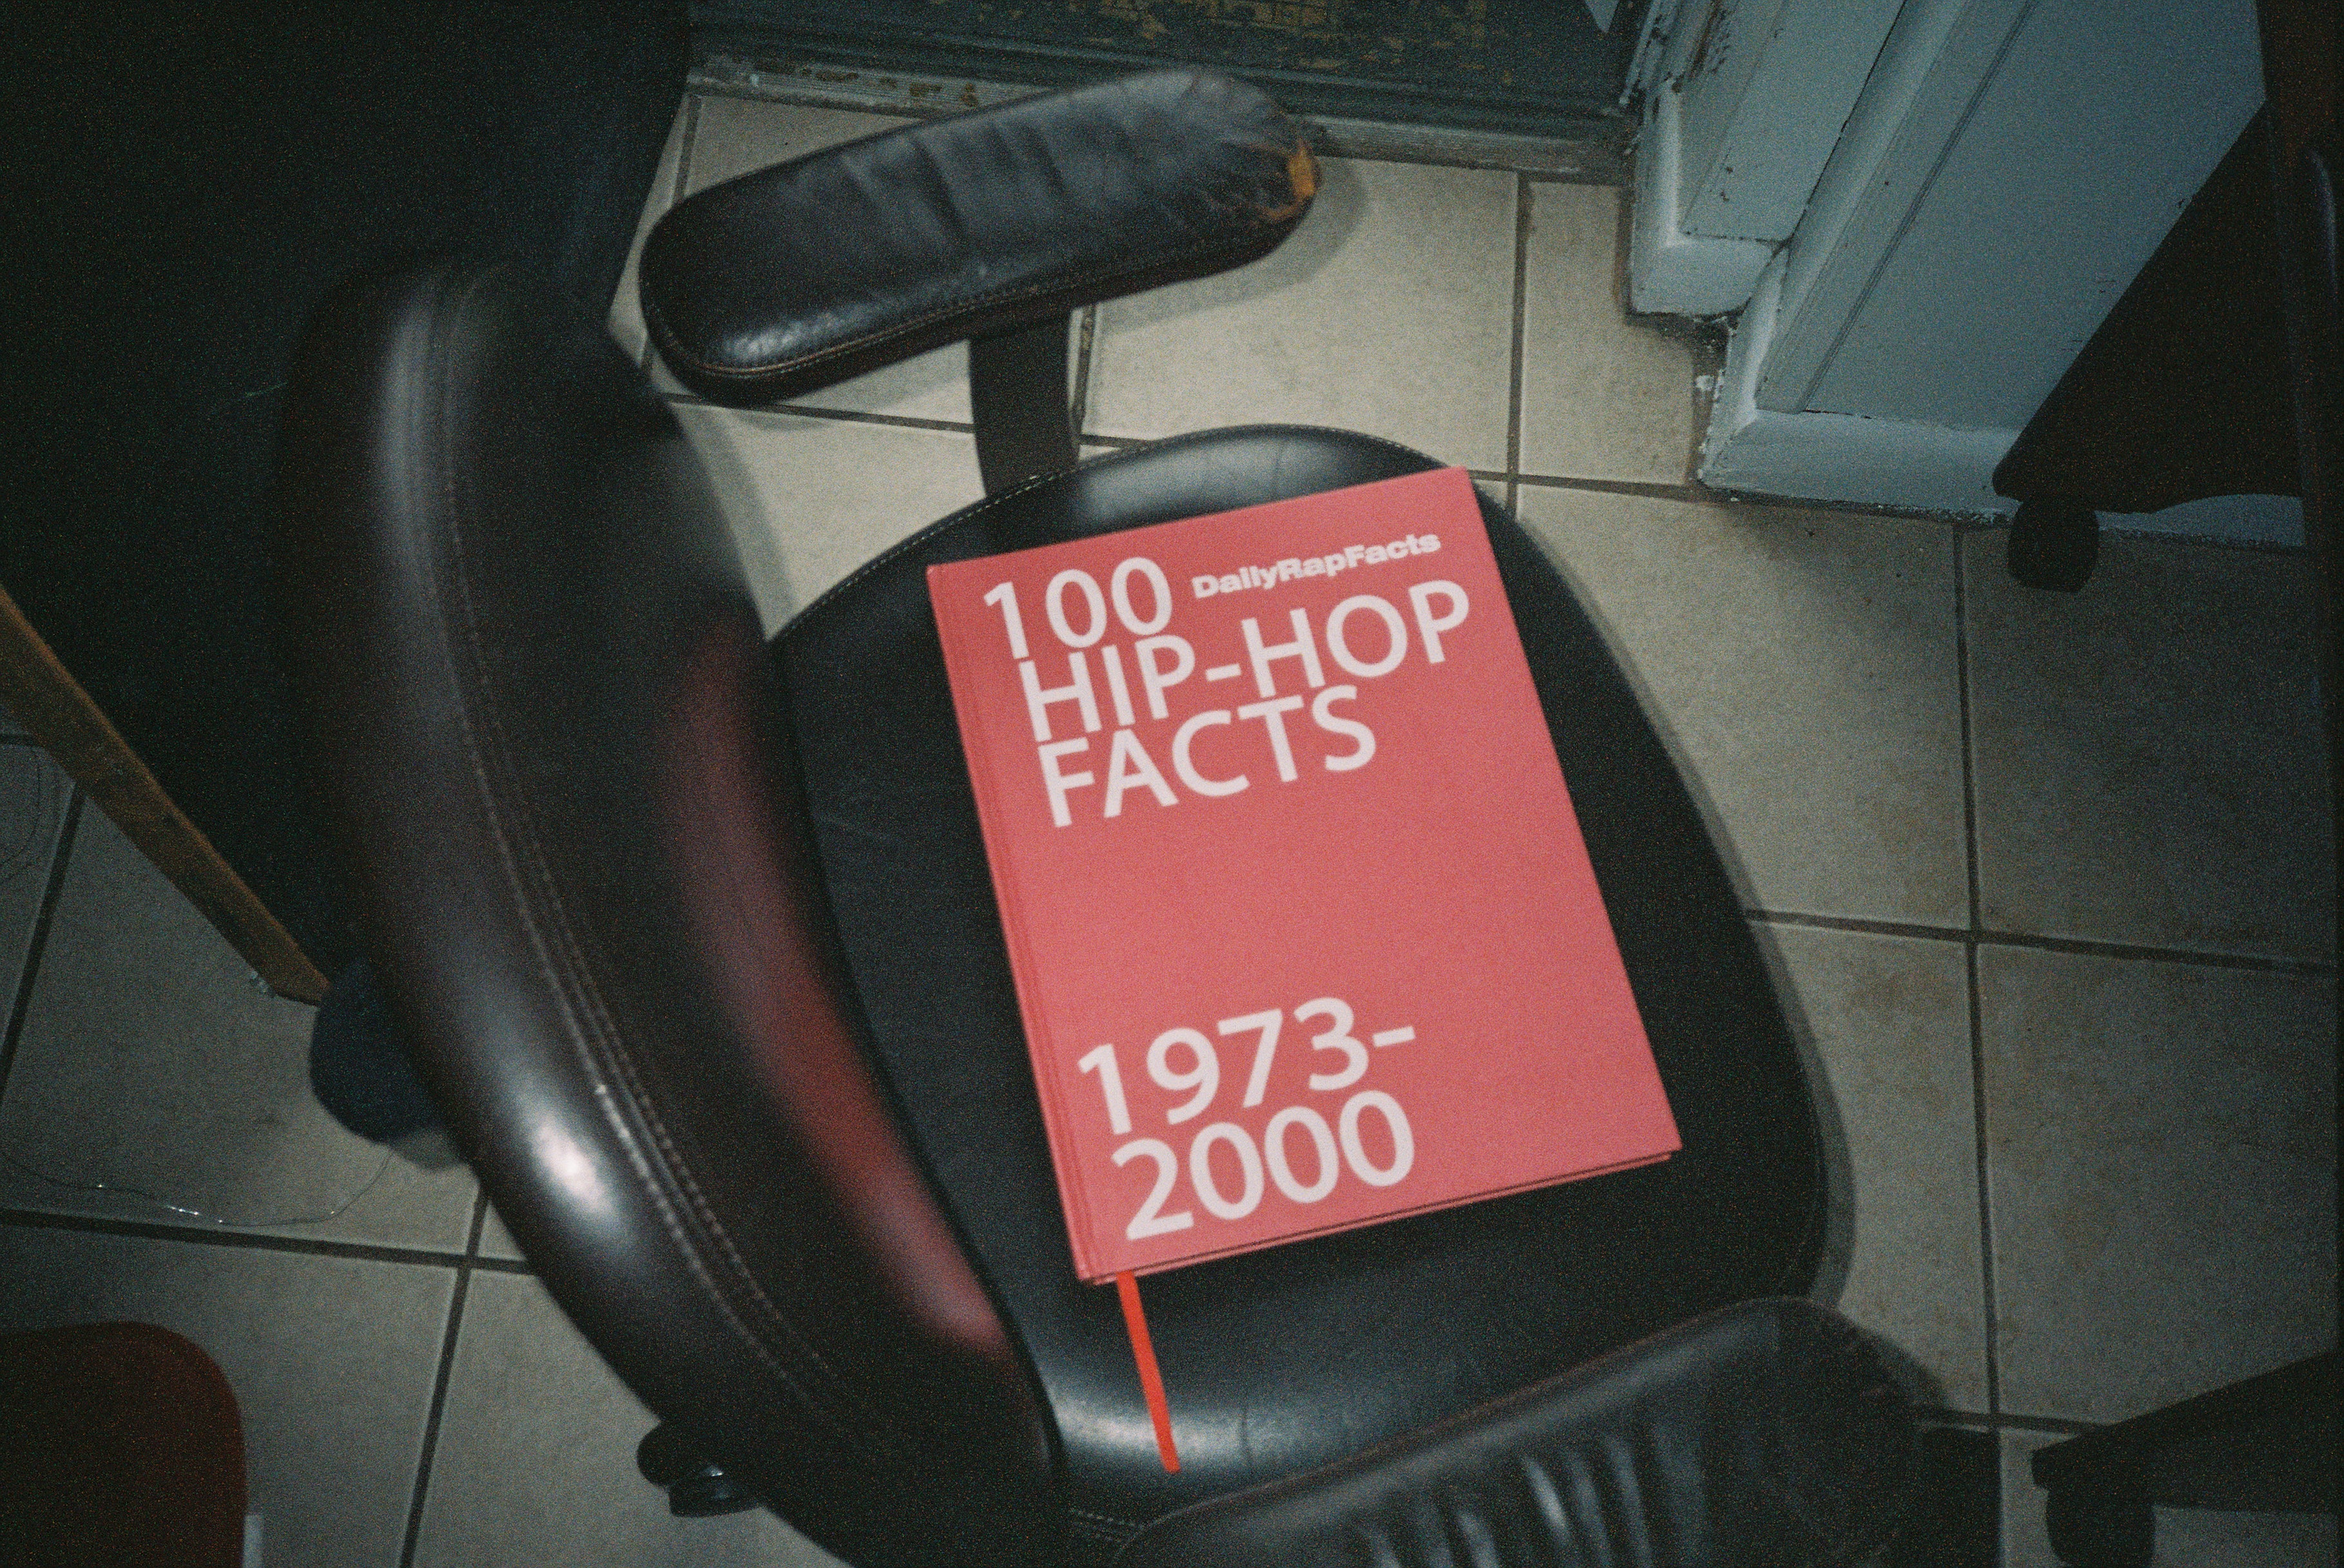 100 DailyRapFacts
HIP-HOP
FACTS
1973-
2000